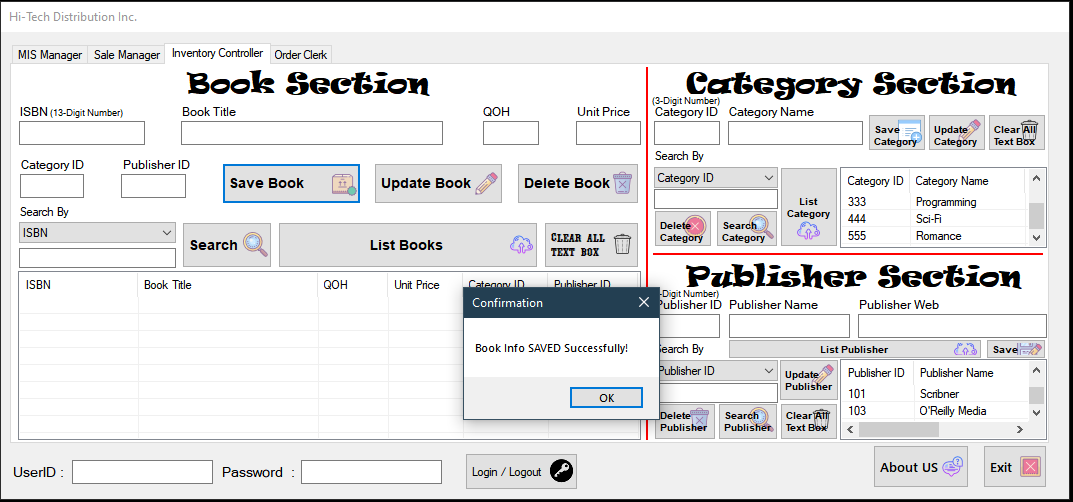 Hi-Tech Distribution Inc.
MIS Manager Sale Manager Inventory Controller Order Clerk
Book Section
ISBN (13-Digit Number) Book Title QOH Unit Price
Category ID Publisher ID
Save Book Update Book Delete Book
Search By
ISBN
Search List Books CLEAR ALL TEXT BOX
ISBN Book Title QOH Unit Price Category ID Publisher ID
Category Section
(3-Digit Number)
Category ID Category Name
Save Category Update Category Clear All Text Box
Search By
Category ID
List Category
Delete Category Search Category
Category ID Category Name
333 Programming
444 Sci-Fi
555 Romance
Publisher Section
-Digit Number)
Publisher ID Publisher Name Publisher Web
Search By List Publisher Save
Publisher ID
Update Publisher
Delete Publisher Search Publisher Clear All Text Box
Publisher ID Publisher Name
101 Scribner
103 O'Reilly Media
Confirmation
Book Info SAVED Successfully!
OK
UserID : Password : Login / Logout
About US Exit